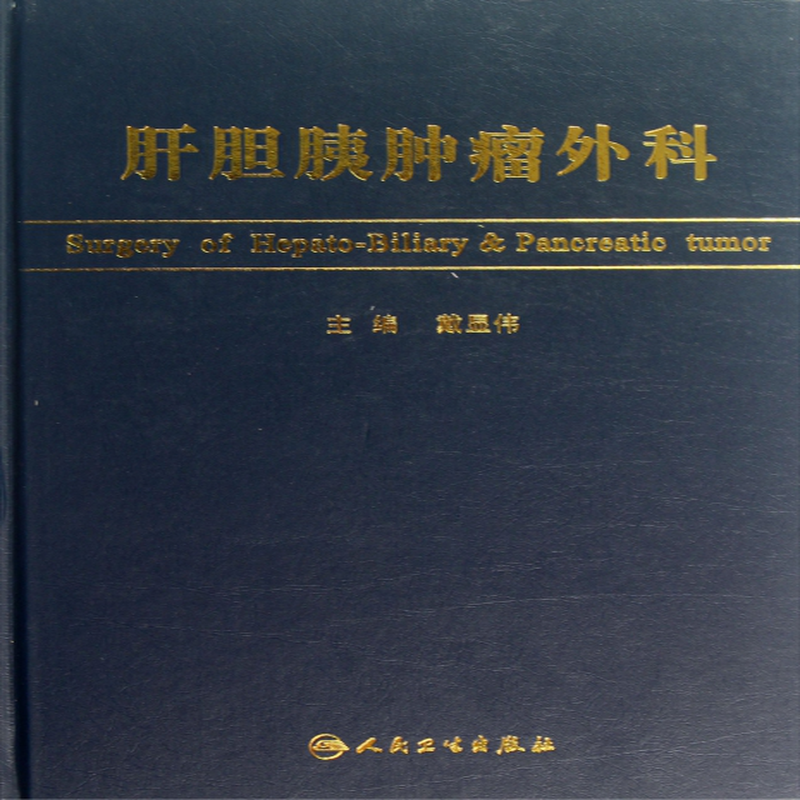 肝胆胰肿瘤外科
Surgery of Hepato-Biliary & Pancreatic tumor
主 编 戴显伟
人民卫生出版社